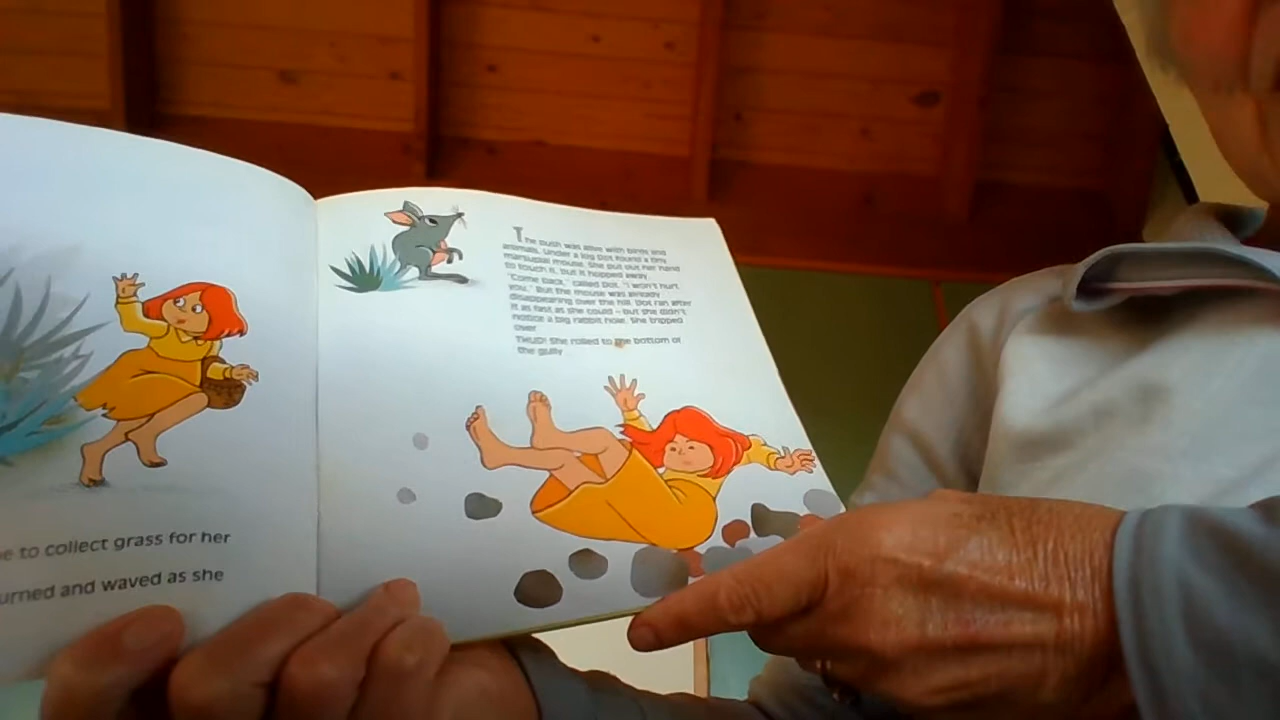 e to collect grass for her
urned and waved as she
The bush was alive with birds and
animals. Under a log Dot found a tiny
marsupial mouse. She put out her hand
to touch it, but it hopped away.
"Come back," called Dot. "I won't hurt
you." But the mouse was already
disappearing over the hill. Dot ran after
it as fast as she could – but she didn't
notice a big rabbit hole. She tripped
over.
THUD! She rolled to the bottom of
the gully